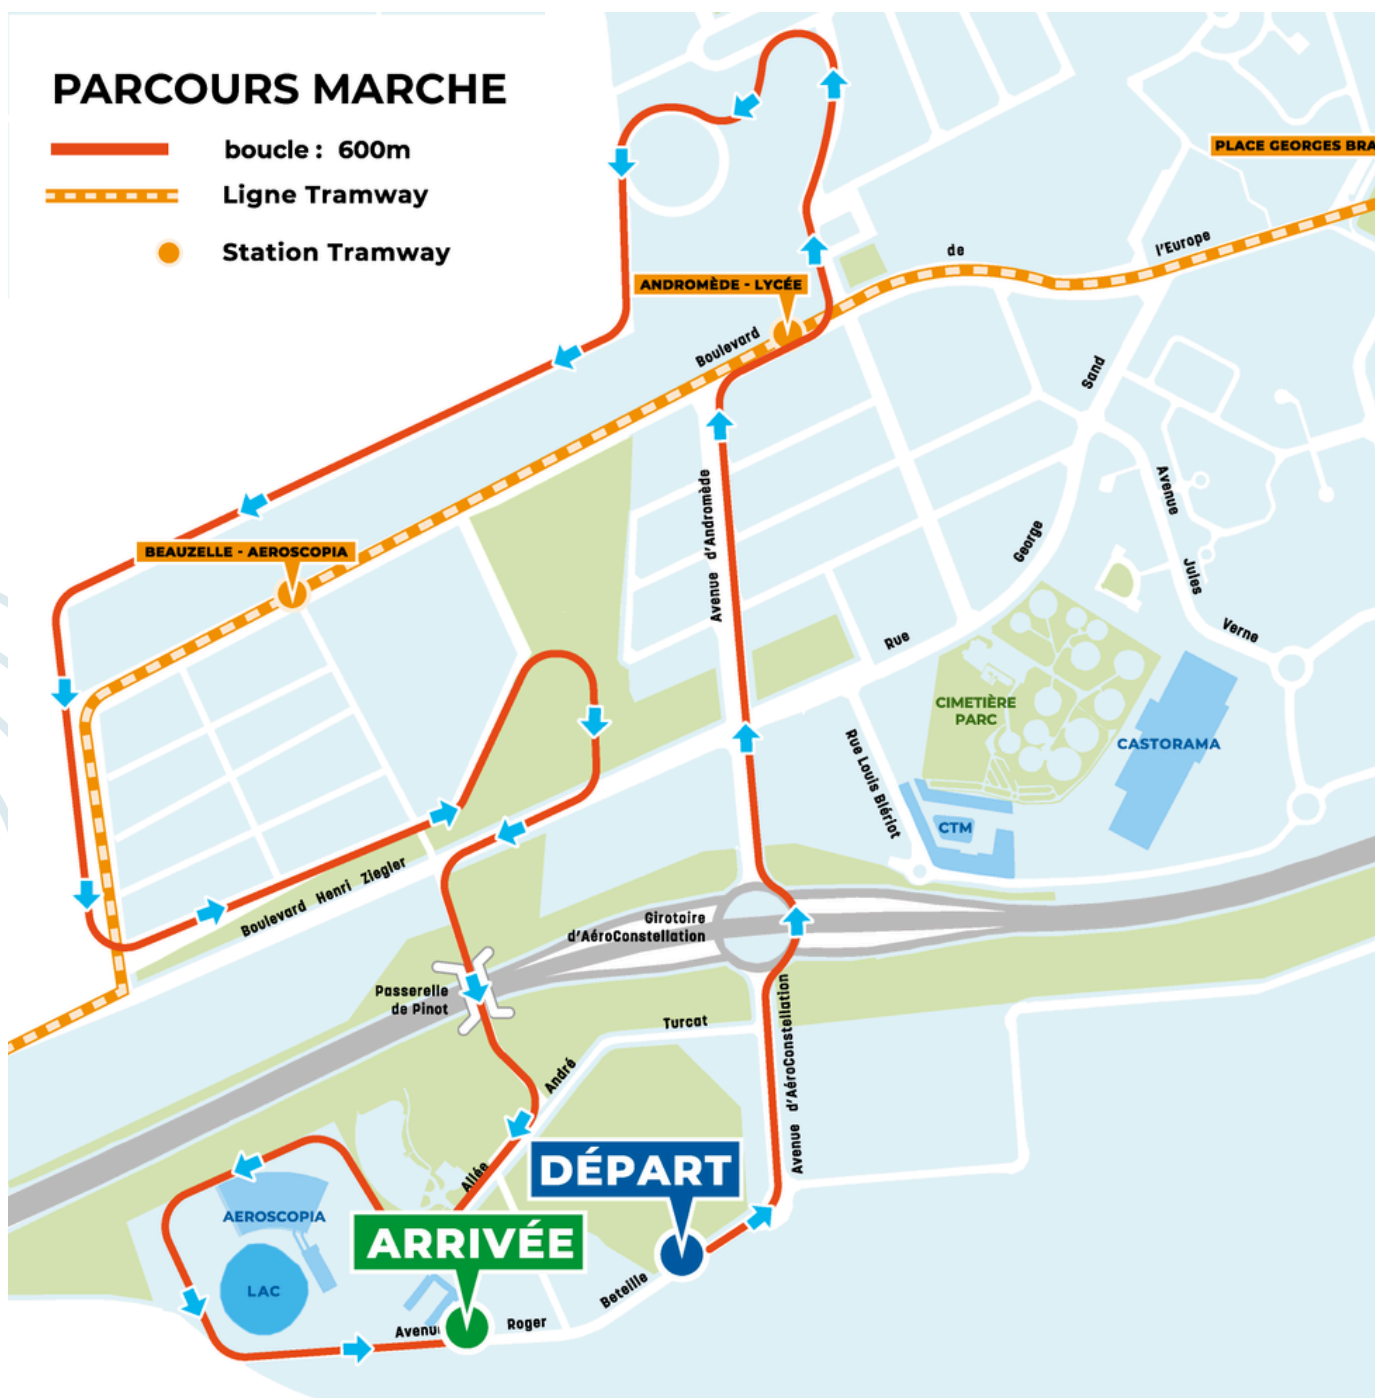 PARCOURS MARCHE
boucle : 600m
Ligne Tramway
Station Tramway
PLACE GEORGES BRA
de
l'Europe
ANDROMÈDE - LYCÉE
Boulevard
Sand
Avenue
Avenue d'Andromède
George
BEAUZELLE - AEROSCOPIA
Jules
Verne
Rue
CIMETIÈRE
PARC
CASTORAMA
Rue Louis Blériot
CTM
Boulevard Henri Ziegler
Girotoire
d'AéroConstellation
Passerelle
de Pinot
Turcat
André
Avenue d'AéroConstellation
Allée
DÉPART
AEROSCOPIA
ARRIVÉE
LAC
Beteille
Roger
Avenu